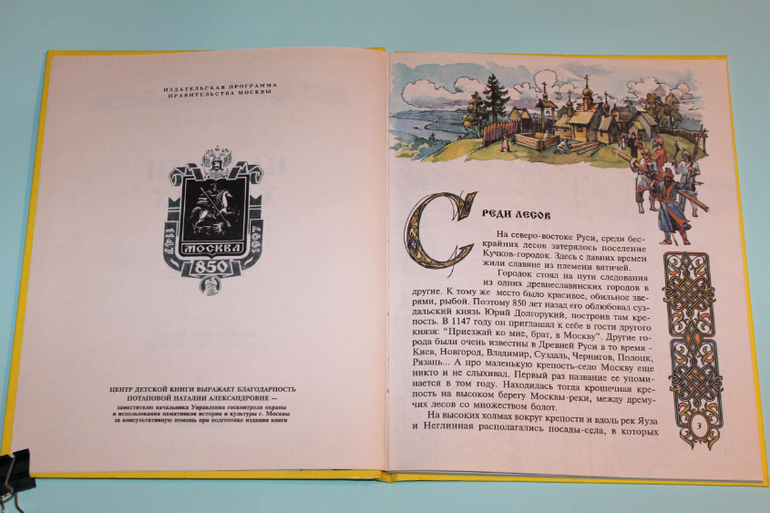 ИЗДАТЕЛЬСКАЯ ПРОГРАММА
ПРАВИТЕЛЬСТВА МОСКВЫ
1147
1997
МОСКВА
850
ЦЕНТР ДЕТСКОЙ КНИГИ ВЫРАЖАЕТ БЛАГОДАРНОСТЬ
ПОТАПОВОЙ НАТАЛИИ АЛЕКСАНДРОВНЕ —
заместителю начальника Управления госконтроля охраны
и использования памятников истории и культуры г. Москвы
за консультативную помощь при подготовке издания книги
СРЕДИ ЛЕСОВ
На северо-востоке Руси, среди бес-
крайних лесов затерялось поселение
Кучков-городок. Здесь с давних времен
жили славяне из племени вятичей.
Городок стоял на пути следования
из одних древнеславянских городов в
другие. К тому же место было красивое, обильное зве-
рями, рыбой. Поэтому 850 лет назад его облюбовал суз-
дальский князь Юрий Долгорукий, построив там кре-
пость. В 1147 году он приглашал к себе в гости другого
князя: "Приезжай ко мне, брат, в Москву". Другие го-
рода были очень известны в Древней Руси в то время -
Киев, Новгород, Владимир, Суздаль, Чернигов, Полоцк,
Рязань... А про маленькую крепость-село Москву еще
никто и не слыхивал. Первый раз название ее упоми-
нается в том году. Находилась тогда крошечная кре-
пость на высоком берегу Москвы-реки, между дрему-
чих лесов со множеством болот.
На высоких холмах вокруг крепости и вдоль рек Яуза
и Неглинная располагались посады-села, в которых
3